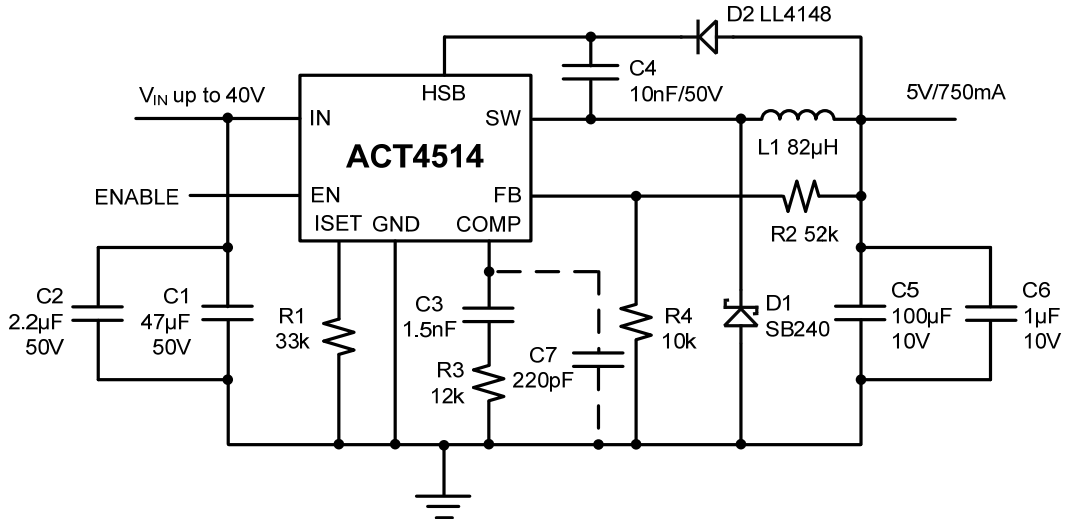 D2 LL4148
C4
10nF/50V
HSB
V_IN up to 40V
IN
SW
5V/750mA
ACT4514
L1 82µH
ENABLE
EN
FB
ISET
GND
COMP
R2 52k
C2
2.2µF
50V
C1
47µF
50V
R1
33k
C3
1.5nF
R3
12k
C7
220pF
R4
10k
D1
SB240
C5
100µF
10V
C6
1µF
10V